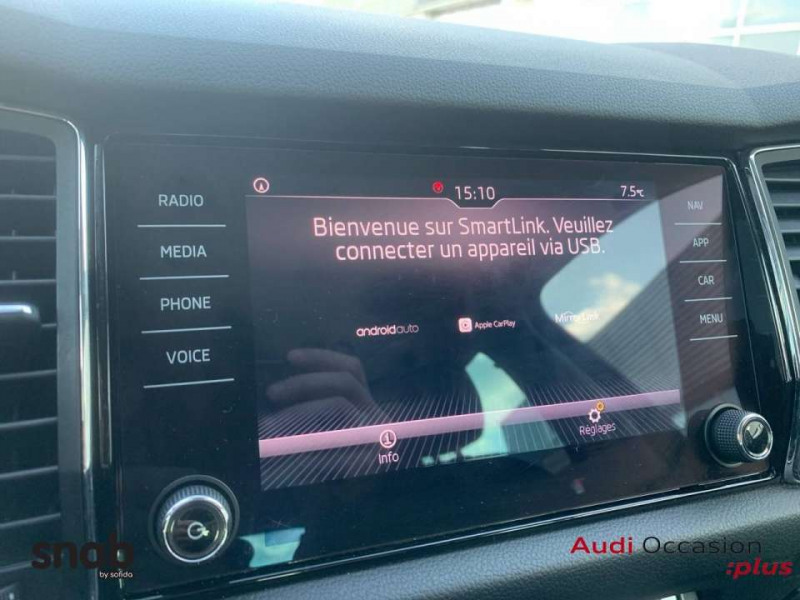 RADIO
MEDIA
PHONE
VOICE
15:10
7.5°C
Bienvenue sur SmartLink. Veuillez
connecter un appareil via USB.
androidauto
Apple CarPlay
MirrorLink
Info
Réglages
NAV
APP
CAR
MENU
snab
by sofida
Audi Occasion
:plus